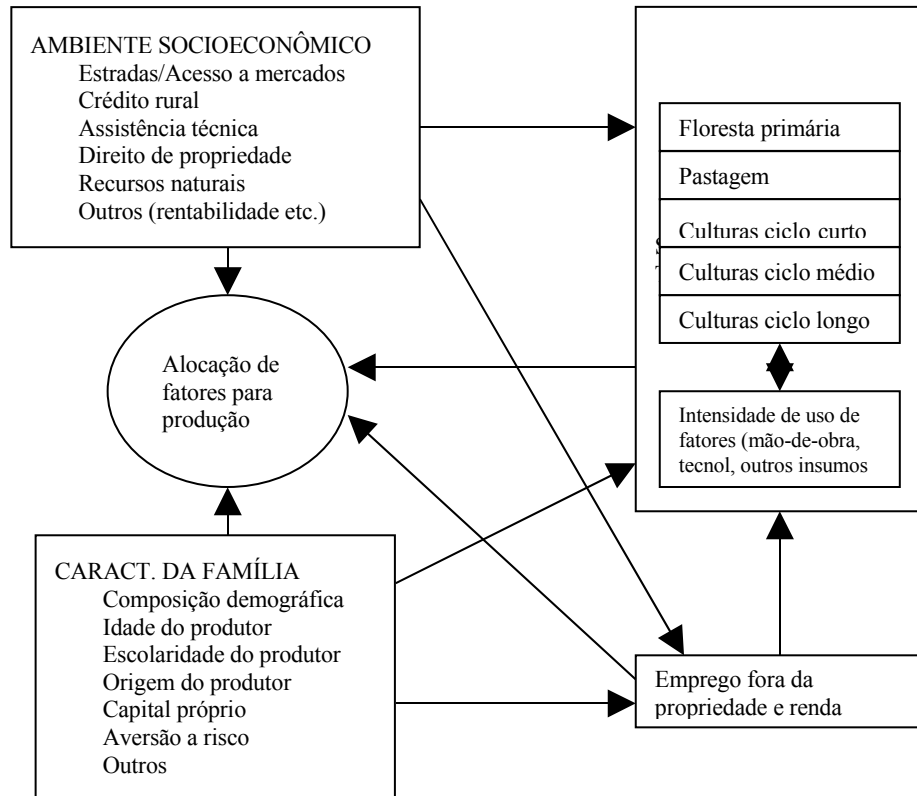 AMBIENTE SOCIOECONÔMICO
Estradas/Acesso a mercados
Crédito rural
Assistência técnica
Direito de propriedade
Recursos naturais
Outros (rentabilidade etc.)
Floresta primária
Pastagem
Culturas ciclo curto
Culturas ciclo médio
Culturas ciclo longo
Alocação de
fatores para
produção
Intensidade de uso de
fatores (mão-de-obra,
tecnol, outros insumos
CARACT. DA FAMÍLIA
Composição demográfica
Idade do produtor
Escolaridade do produtor
Origem do produtor
Capital próprio
Aversão a risco
Outros
Emprego fora da
propriedade e renda